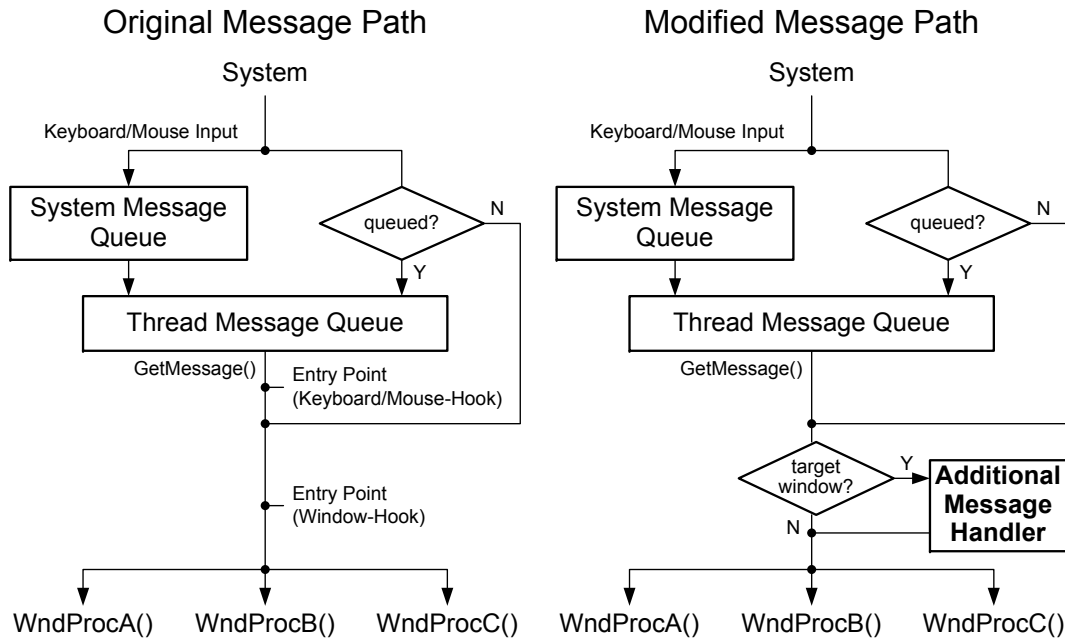 Original Message Path
System
Keyboard/Mouse Input
System Message
Queue
queued?
N
Y
Thread Message Queue
GetMessage()
Entry Point
(Keyboard/Mouse-Hook)
Entry Point
(Window-Hook)
WndProcA()
WndProcB()
WndProcC()
Modified Message Path
System
Keyboard/Mouse Input
System Message
Queue
queued?
N
Y
Thread Message Queue
GetMessage()
target
window?
Y
N
Additional
Message
Handler
WndProcA()
WndProcB()
WndProcC()